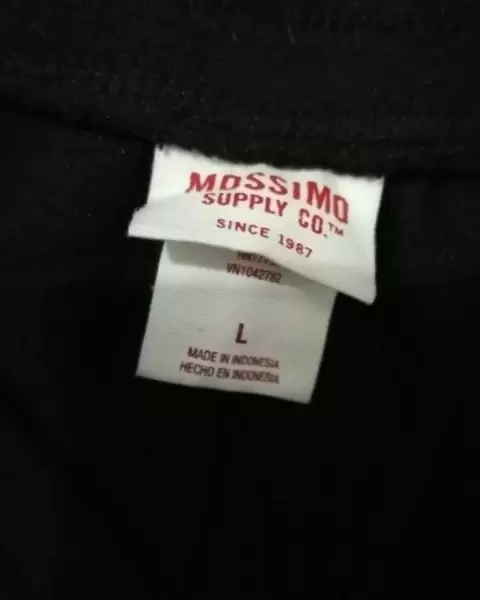 MOSSIMO
SUPPLY CO.™
SINCE 1987
VN1042782
L
MADE IN INDONESIA
HECHO EN INDONESIA